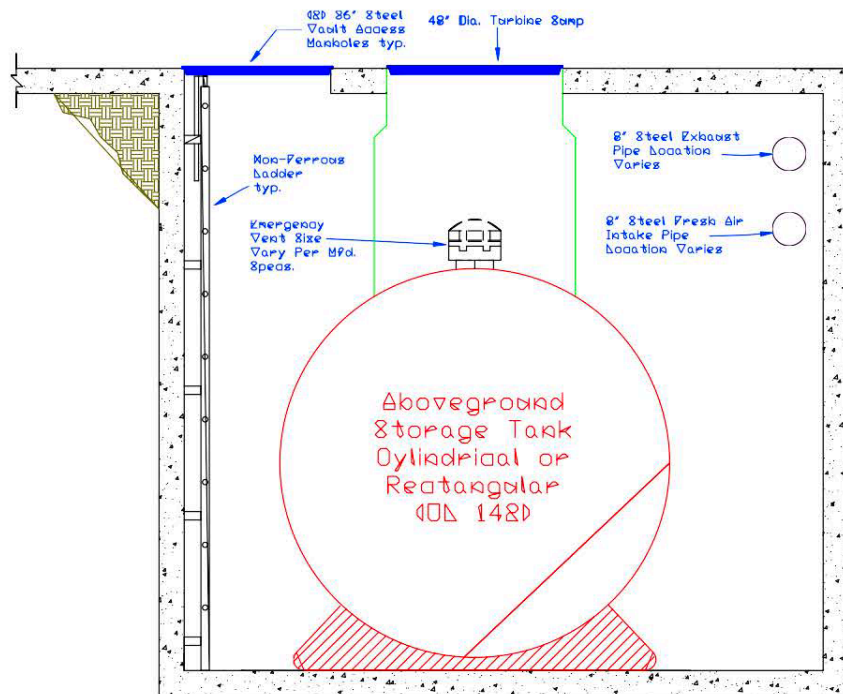 (2) 36" Steel
Vault Access
Manholes typ.
48" Dia. Turbine Sump
Non-Ferrous
Ladder
typ.
Emergency
Vent Size
Vary Per Mfd.
Specs.
8" Steel Exhaust
Pipe Location
Varies
8" Steel Fresh Air
Intake Pipe
Location Varies
Aboveground
Storage Tank
Cylindrical or
Rectangular
(UL 142)